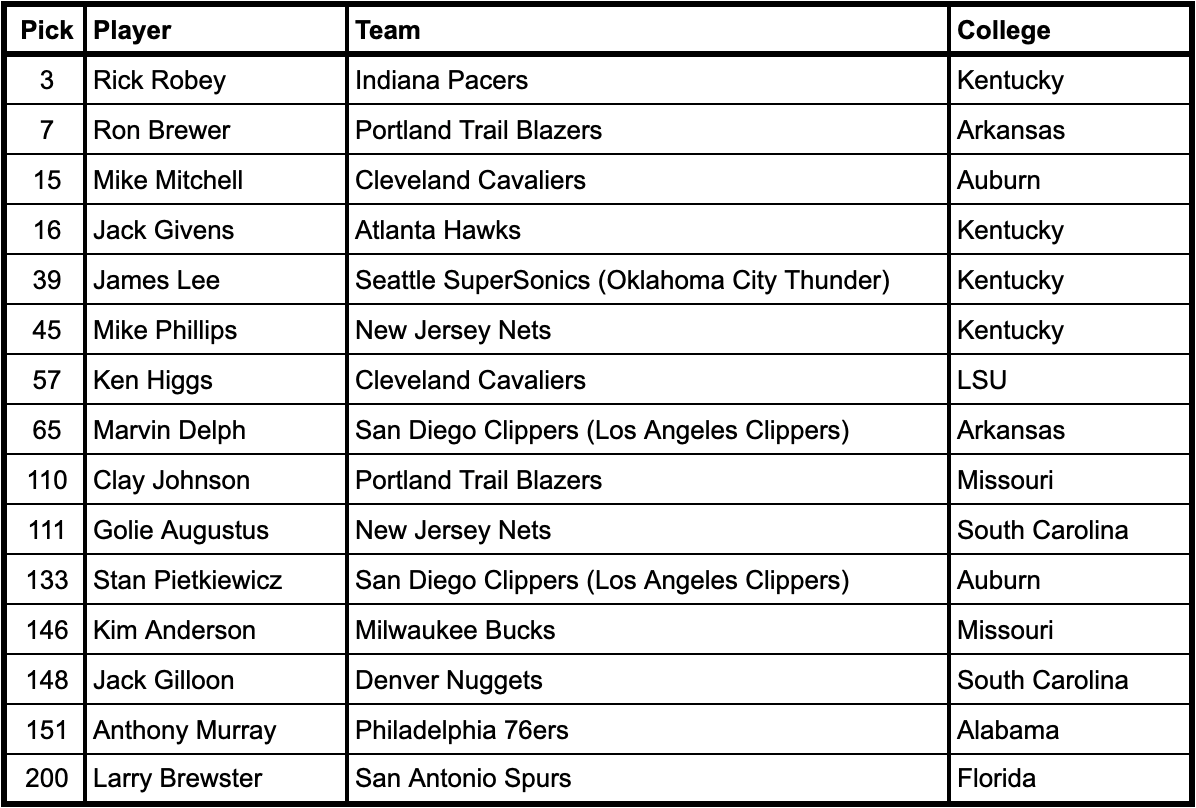 Pick Player Team College
3 Rick Robey Indiana Pacers Kentucky
7 Ron Brewer Portland Trail Blazers Arkansas
15 Mike Mitchell Cleveland Cavaliers Auburn
16 Jack Givens Atlanta Hawks Kentucky
39 James Lee Seattle SuperSonics (Oklahoma City Thunder) Kentucky
45 Mike Phillips New Jersey Nets Kentucky
57 Ken Higgs Cleveland Cavaliers LSU
65 Marvin Delph San Diego Clippers (Los Angeles Clippers) Arkansas
110 Clay Johnson Portland Trail Blazers Missouri
111 Golie Augustus New Jersey Nets South Carolina
133 Stan Pietkiewicz San Diego Clippers (Los Angeles Clippers) Auburn
146 Kim Anderson Milwaukee Bucks Missouri
148 Jack Gilloon Denver Nuggets South Carolina
151 Anthony Murray Philadelphia 76ers Alabama
200 Larry Brewster San Antonio Spurs Florida